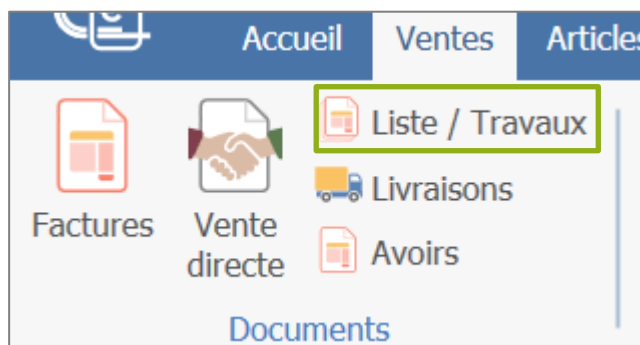 Accueil Ventes Articles
Factures
Vente
directe
Liste / Travaux
Livraisons
Avoirs
Documents